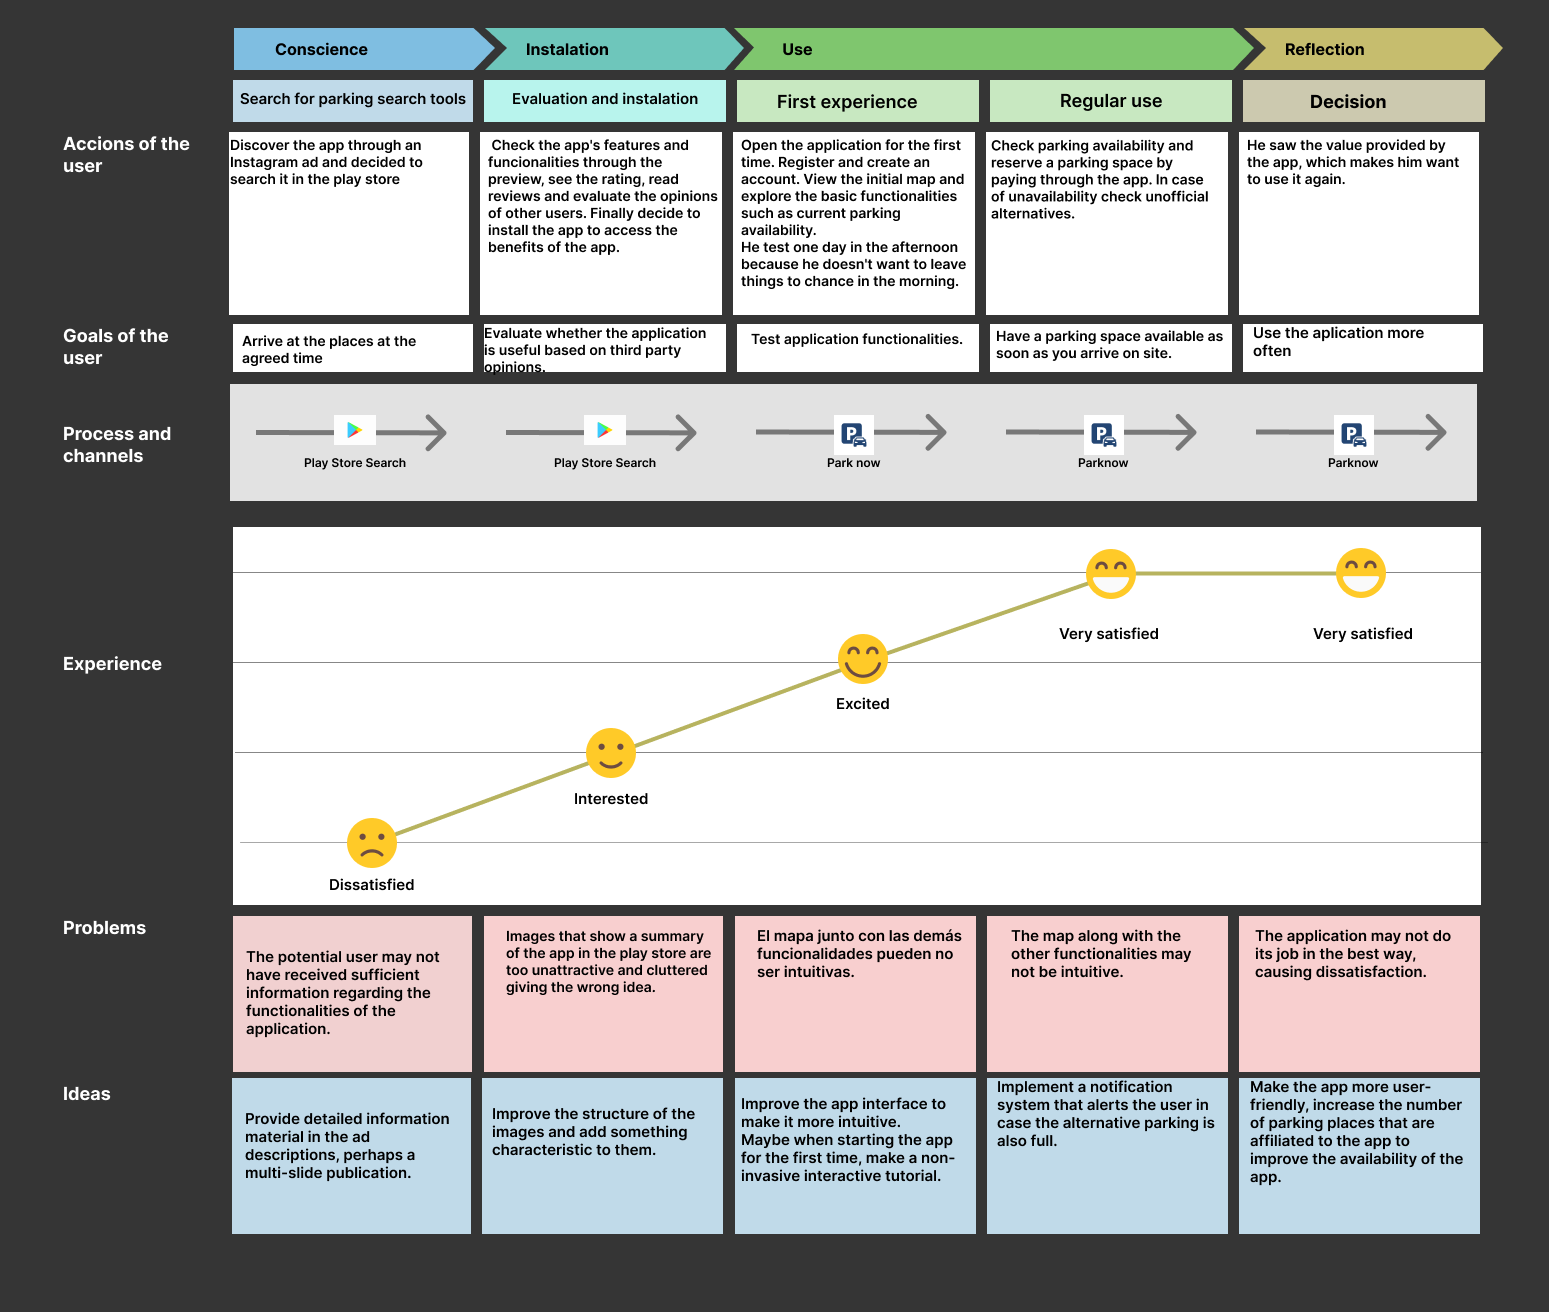 Conscience
Instalation
Use
Reflection
Search for parking search tools
Evaluation and instalation
First experience
Regular use
Decision
Accions of the
user
Discover the app through an
Instagram ad and decided to
search it in the play store
Check the app's features and
funcionalities through the
preview, see the rating, read
reviews and evaluate the opinions
of other users. Finally decide to
install the app to access the
benefits of the app.
Open the application for the first
time. Register and create an
account. View the initial map and
explore the basic functionalities
such as current parking
availability.
He test one day in the afternoon
because he doesn't want to leave
things to chance in the morning.
Check parking availability and
reserve a parking space by
paying through the app. In case
of unavailability check unofficial
alternatives.
He saw the value provided by
the app, which makes him want
to use it again.
Goals of the
user
Arrive at the places at the
agreed time
Evaluate whether the application
is useful based on third party
opinions.
Test application functionalities.
Have a parking space available as
soon as you arrive on site.
Use the aplication more
often
Process and
channels
Play Store Search
Play Store Search
P
Park now
P
Parknow
P
Parknow
Experience
Very satisfied
Very satisfied
Excited
Interested
Dissatisfied
Problems
The potential user may not
have received sufficient
information regarding the
functionalities of the
application.
Images that show a summary
of the app in the play store are
too unattractive and cluttered
giving the wrong idea.
El mapa junto con las demás
funcionalidades pueden no
ser intuitivas.
The map along with the
other functionalities may
not be intuitive.
The application may not do
its job in the best way,
causing dissatisfaction.
Ideas
Provide detailed information
material in the ad
descriptions, perhaps a
multi-slide publication.
Improve the structure of the
images and add something
characteristic to them.
Improve the app interface to
make it more intuitive.
Maybe when starting the app
for the first time, make a non-
invasive interactive tutorial.
Implement a notification
system that alerts the user in
case the alternative parking is
also full.
Make the app more user-
friendly, increase the number
of parking places that are
affiliated to the app to
improve the availability of the
app.